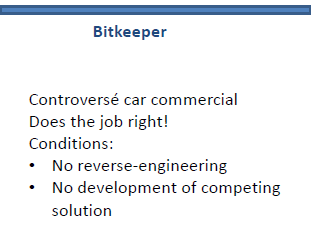 Bitkeeper
Controversé car commercial
Does the job right!
Conditions:
• No reverse-engineering
• No development of competing
solution